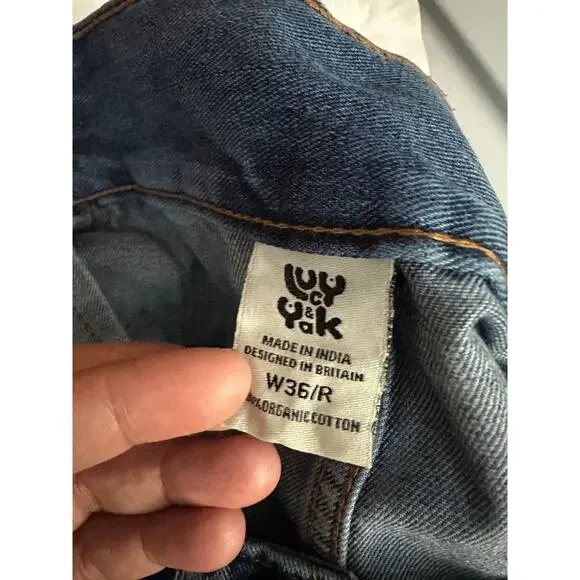 Lucy
&
Yak
MADE IN INDIA
DESIGNED IN BRITAIN
W36/R
ORGANIC COTTON